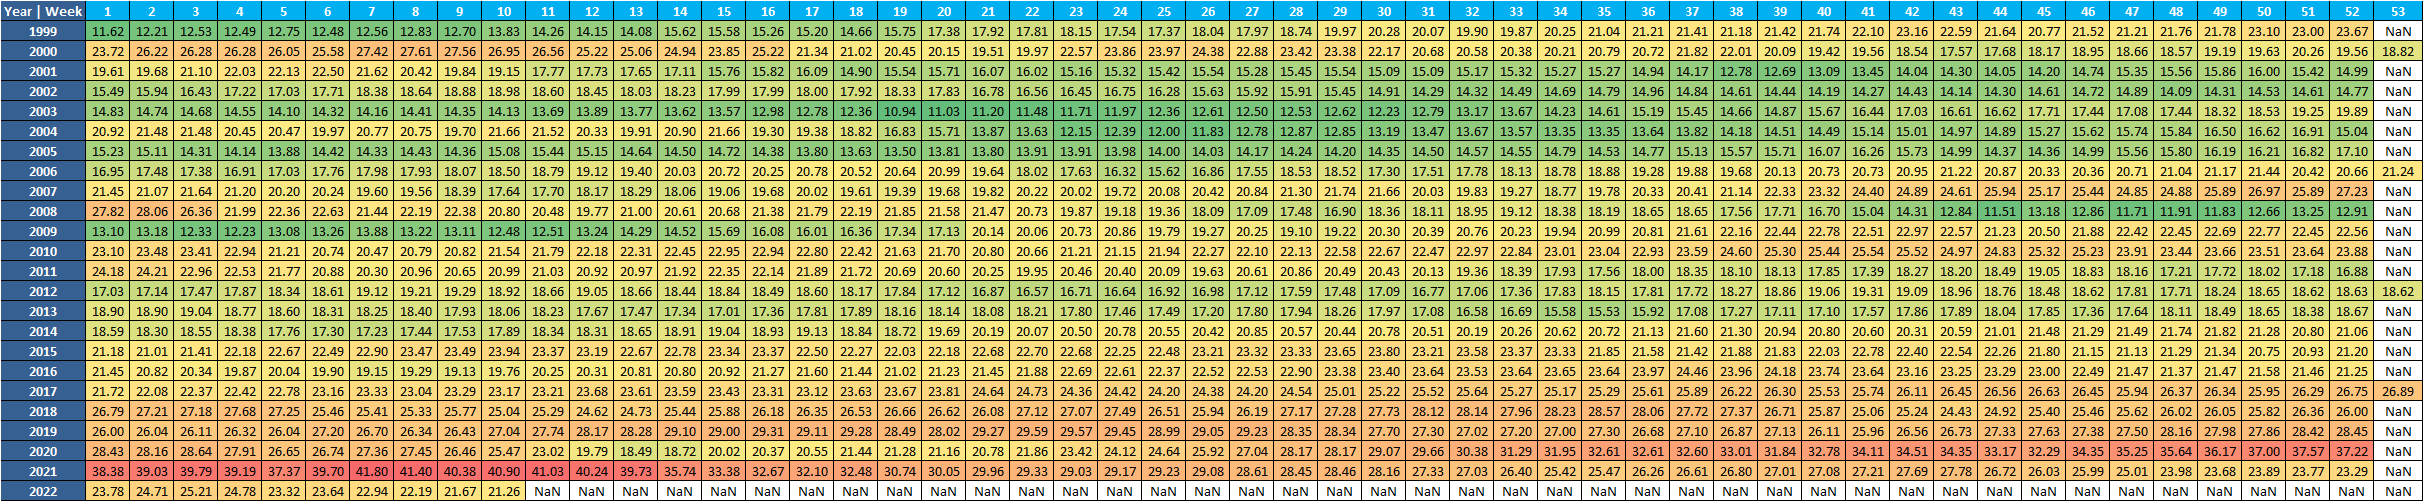 Year | Week 1 2 3 4 5 6 7 8 9 10 11 12 13 14 15 16 17 18 19 20 21 22 23 24 25 26 27 28 29 30 31 32 33 34 35 36 37 38 39 40 41 42 43 44 45 46 47 48 49 50 51 52 53
1999 11.62 12.21 12.53 12.49 12.75 12.48 12.56 12.83 12.70 13.83 14.26 14.15 14.08 15.62 15.58 15.26 15.20 14.66 15.75 17.38 17.92 17.81 18.15 17.54 17.37 18.04 17.97 18.74 19.97 20.28 20.07 19.90 19.87 20.25 21.04 21.21 21.41 21.18 21.42 21.74 22.10 23.16 22.59 21.64 20.77 21.52 21.21 21.76 21.78 23.10 23.00 23.67 NaN
2000 23.72 26.22 26.28 26.28 26.05 25.58 27.42 27.61 27.56 26.95 26.56 25.22 25.06 24.94 23.85 25.22 21.34 21.02 20.45 20.15 19.51 19.97 22.57 23.86 23.97 24.38 22.88 23.42 23.38 22.17 20.68 20.58 20.38 20.21 20.79 20.72 21.82 22.01 20.09 19.42 19.56 18.54 17.57 17.68 18.17 18.95 18.66 18.57 19.19 19.63 20.26 19.56 18.82
2001 19.61 19.68 21.10 22.03 22.13 22.50 21.62 20.42 19.84 19.15 17.77 17.73 17.65 17.11 15.76 15.82 16.09 14.90 15.54 15.71 16.07 16.02 15.16 15.32 15.42 15.54 15.28 15.45 15.54 15.09 15.09 15.17 15.32 15.27 15.27 14.94 14.17 12.78 12.69 13.09 13.45 14.04 14.30 14.05 14.20 14.74 15.35 15.56 15.86 16.00 15.42 14.99 NaN
2002 15.49 15.94 16.43 17.22 17.03 17.71 18.38 18.64 18.88 18.98 18.60 18.45 18.03 18.23 17.99 17.99 18.00 17.92 18.33 17.83 16.78 16.56 16.45 16.75 16.28 15.63 15.92 15.91 15.45 14.91 14.29 14.32 14.49 14.69 14.79 14.96 14.84 14.61 14.44 14.19 14.27 14.43 14.14 14.30 14.61 14.72 14.89 14.09 14.31 14.53 14.61 14.77 NaN
2003 14.83 14.74 14.68 14.55 14.10 14.32 14.16 14.41 14.35 14.13 13.69 13.89 13.77 13.62 13.57 12.98 12.78 12.36 10.94 11.03 11.20 11.48 11.71 11.97 12.36 12.61 12.50 12.53 12.62 12.23 12.79 13.17 13.67 14.23 14.61 15.19 15.45 14.66 14.87 15.67 16.44 17.03 16.61 16.62 17.71 17.44 17.08 17.44 18.32 18.53 19.25 19.89 NaN
2004 20.92 21.48 21.48 20.45 20.47 19.97 20.77 20.75 19.70 21.66 21.52 20.33 19.91 20.90 21.66 19.30 19.38 18.82 16.83 15.71 13.87 13.63 12.15 12.39 12.00 11.83 12.78 12.87 12.85 13.19 13.47 13.67 13.57 13.35 13.35 13.64 13.82 14.18 14.51 14.49 15.14 15.01 14.97 14.89 15.27 15.62 15.74 15.84 16.50 16.62 16.91 15.04 NaN
2005 15.23 15.11 14.31 14.14 13.88 14.42 14.33 14.43 14.36 15.08 15.44 15.15 14.64 14.50 14.72 14.38 13.80 13.63 13.50 13.81 13.80 13.91 13.91 13.98 14.00 14.03 14.17 14.24 14.20 14.35 14.50 14.57 14.55 14.79 14.53 14.77 15.13 15.57 15.71 16.07 16.26 15.73 14.99 14.37 14.36 14.99 15.56 15.80 16.19 16.21 16.82 17.10 NaN
2006 16.95 17.48 17.38 16.91 17.03 17.76 17.98 17.93 18.07 18.50 18.79 19.12 19.40 20.03 20.72 20.25 20.78 20.52 20.64 20.99 19.64 18.02 17.63 16.32 15.62 16.86 17.55 18.53 18.52 17.30 17.51 17.78 18.13 18.78 18.88 19.28 19.88 19.68 20.13 20.73 20.73 20.95 21.22 20.87 20.33 20.36 20.71 21.04 21.17 21.44 20.42 20.66 21.24
2007 21.45 21.07 21.64 21.20 20.20 20.24 19.60 19.56 18.39 17.64 17.70 18.17 18.29 18.06 19.06 19.68 20.02 19.61 19.39 19.68 19.82 20.22 20.02 19.72 20.08 20.42 20.84 21.30 21.74 21.66 20.03 19.83 19.27 18.77 19.78 20.33 20.41 21.14 22.33 23.32 24.40 24.89 24.61 25.94 25.17 25.44 24.85 24.88 25.89 26.97 25.89 27.23 NaN
2008 27.82 28.06 26.36 21.99 22.36 22.63 21.44 22.19 22.38 20.80 20.48 19.77 21.00 20.61 20.68 21.38 21.79 22.19 21.85 21.58 21.47 20.73 19.87 19.18 19.36 18.09 17.09 17.48 16.90 18.36 18.11 18.95 19.12 18.38 18.19 18.65 18.65 17.56 17.71 16.70 15.04 14.31 12.84 11.51 13.18 12.86 11.71 11.91 11.83 12.66 13.25 12.91 NaN
2009 13.10 13.18 12.33 12.23 13.08 13.26 13.88 13.22 13.11 12.48 12.51 13.24 14.29 14.52 15.69 16.08 16.01 16.36 17.34 17.13 20.14 20.06 20.73 20.86 19.79 19.27 20.25 19.10 19.22 20.30 20.39 20.76 20.23 19.94 20.99 20.81 21.61 22.16 22.44 22.78 22.51 22.97 22.57 21.23 20.50 21.88 22.42 22.45 22.69 22.77 22.45 22.56 NaN
2010 23.10 23.48 23.41 22.94 21.21 20.74 20.47 20.79 20.82 21.54 21.79 22.18 22.31 22.45 22.95 22.94 22.80 22.42 21.63 21.70 20.80 20.66 21.21 21.15 21.94 22.27 22.10 22.13 22.58 22.67 22.47 22.97 22.84 23.01 23.04 22.93 23.59 24.60 25.30 25.44 25.54 25.52 24.97 24.83 25.32 25.23 23.91 23.44 23.66 23.51 23.64 23.88 NaN
2011 24.18 24.21 22.96 22.53 21.77 20.88 20.30 20.96 20.65 20.99 21.03 20.92 20.97 21.92 22.35 22.14 21.89 21.72 20.69 20.60 20.25 19.95 20.46 20.40 20.09 19.63 20.61 20.86 20.49 20.43 20.13 19.36 18.39 17.93 17.56 18.00 18.35 18.10 18.13 17.85 17.39 18.27 18.20 18.49 19.05 18.83 18.16 17.21 17.72 18.02 17.18 16.88 NaN
2012 17.03 17.14 17.47 17.87 18.34 18.61 19.12 19.21 19.29 18.92 18.66 19.05 18.66 18.44 18.84 18.49 18.60 18.17 17.84 17.12 16.87 16.57 16.71 16.64 16.92 16.98 17.12 17.59 17.48 17.09 16.77 17.06 17.36 17.83 18.15 17.81 17.72 18.27 18.86 19.06 19.31 19.09 18.96 18.76 18.48 18.62 17.81 17.71 18.24 18.65 18.62 18.63 18.62
2013 18.90 18.90 19.04 18.77 18.60 18.31 18.25 18.40 17.93 18.06 18.23 17.67 17.47 17.34 17.01 17.36 17.81 17.89 18.16 18.14 18.08 18.21 17.80 17.46 17.49 17.20 17.80 17.94 18.26 17.97 17.08 16.58 16.69 15.58 15.53 15.92 17.08 17.27 17.11 17.10 17.57 17.86 17.89 18.04 17.85 17.36 17.64 18.11 18.49 18.65 18.38 18.67 NaN
2014 18.59 18.30 18.55 18.38 17.76 17.30 17.23 17.44 17.53 17.89 18.34 18.31 18.65 18.91 19.04 18.93 19.13 18.84 18.72 19.69 20.19 20.07 20.50 20.78 20.55 20.42 20.85 20.57 20.44 20.78 20.51 20.19 20.26 20.62 20.72 21.13 21.60 21.30 20.94 20.80 20.60 20.31 20.59 21.01 21.48 21.29 21.49 21.74 21.82 21.28 20.80 21.06 NaN
2015 21.18 21.01 21.41 22.18 22.67 22.49 22.90 23.47 23.49 23.94 23.37 23.19 22.67 22.78 23.34 23.37 22.50 22.27 22.03 22.18 22.68 22.70 22.68 22.25 22.48 23.21 23.32 23.33 23.65 23.80 23.21 23.58 23.37 23.33 21.85 21.58 21.42 21.88 21.83 22.03 22.78 22.40 22.54 22.26 21.80 21.15 21.13 21.29 21.34 20.75 20.93 21.20 NaN
2016 21.45 20.82 20.34 19.87 20.04 19.90 19.15 19.29 19.13 19.76 20.25 20.31 20.81 20.80 20.92 21.27 21.60 21.44 21.02 21.23 21.45 21.88 22.69 22.61 22.37 22.52 22.53 22.90 23.38 23.40 23.64 23.53 23.64 23.65 23.64 24.97 24.46 23.96 24.18 23.74 23.64 23.16 23.25 23.29 23.00 22.49 21.47 21.37 21.47 21.58 21.46 21.25 NaN
2017 21.72 22.08 22.37 22.42 22.78 23.16 23.33 23.04 23.29 23.17 23.21 23.68 23.61 23.59 23.43 23.31 23.12 23.63 23.67 23.81 24.64 24.73 24.36 24.42 24.20 24.38 24.20 24.54 25.01 25.22 25.52 25.64 25.27 25.17 25.29 25.61 25.89 26.22 26.30 25.53 25.74 26.11 26.45 26.56 26.63 26.45 25.94 26.37 26.34 25.95 26.29 26.75 26.89
2018 26.79 27.21 27.18 27.68 27.25 25.46 25.41 25.33 25.77 25.04 25.29 24.62 24.73 25.44 25.88 26.18 26.35 26.53 26.66 26.62 26.08 27.12 27.07 27.49 26.51 25.94 26.19 27.17 27.28 27.73 28.12 28.14 27.96 28.23 28.57 28.06 27.72 27.37 26.71 25.87 25.06 25.24 24.43 24.92 25.40 25.46 25.62 26.02 26.05 25.82 26.36 26.00 NaN
2019 26.00 26.04 26.11 26.32 26.04 27.20 26.70 26.34 26.43 27.04 27.74 28.17 28.28 29.10 29.00 29.31 29.11 29.28 28.49 28.02 29.27 29.59 29.57 29.45 28.99 29.05 29.23 28.35 28.34 27.70 27.30 27.02 27.20 27.00 27.30 26.68 27.10 26.87 27.13 26.11 25.96 26.56 26.73 27.33 27.63 27.38 27.50 28.16 27.98 27.86 28.42 28.45 NaN
2020 28.43 28.16 28.64 27.91 26.65 26.74 27.36 27.45 26.46 25.47 23.02 19.79 18.49 18.72 20.02 20.37 20.55 21.44 21.28 21.16 20.78 21.86 23.42 24.12 24.64 25.92 27.04 28.17 28.17 29.07 29.66 30.38 31.29 31.95 32.61 32.61 32.60 33.01 31.84 32.78 34.11 34.51 34.35 33.17 32.29 34.35 35.25 35.64 36.17 37.00 37.57 37.22 NaN
2021 38.38 39.03 39.79 39.19 37.37 39.70 41.80 41.40 40.38 40.90 41.03 40.24 39.73 35.74 33.38 32.67 32.10 32.48 30.74 30.05 29.96 29.33 29.03 29.17 29.23 29.08 28.61 28.45 28.46 28.16 27.33 27.03 26.40 25.42 25.47 26.26 26.61 26.80 27.01 27.08 27.21 27.69 27.78 26.72 26.03 25.99 25.01 23.98 23.68 23.89 23.77 23.29 NaN
2022 23.78 24.71 25.21 24.78 23.32 23.64 22.94 22.19 21.67 21.26 NaN NaN NaN NaN NaN NaN NaN NaN NaN NaN NaN NaN NaN NaN NaN NaN NaN NaN NaN NaN NaN NaN NaN NaN NaN NaN NaN NaN NaN NaN NaN NaN NaN NaN NaN NaN NaN NaN NaN NaN NaN NaN NaN